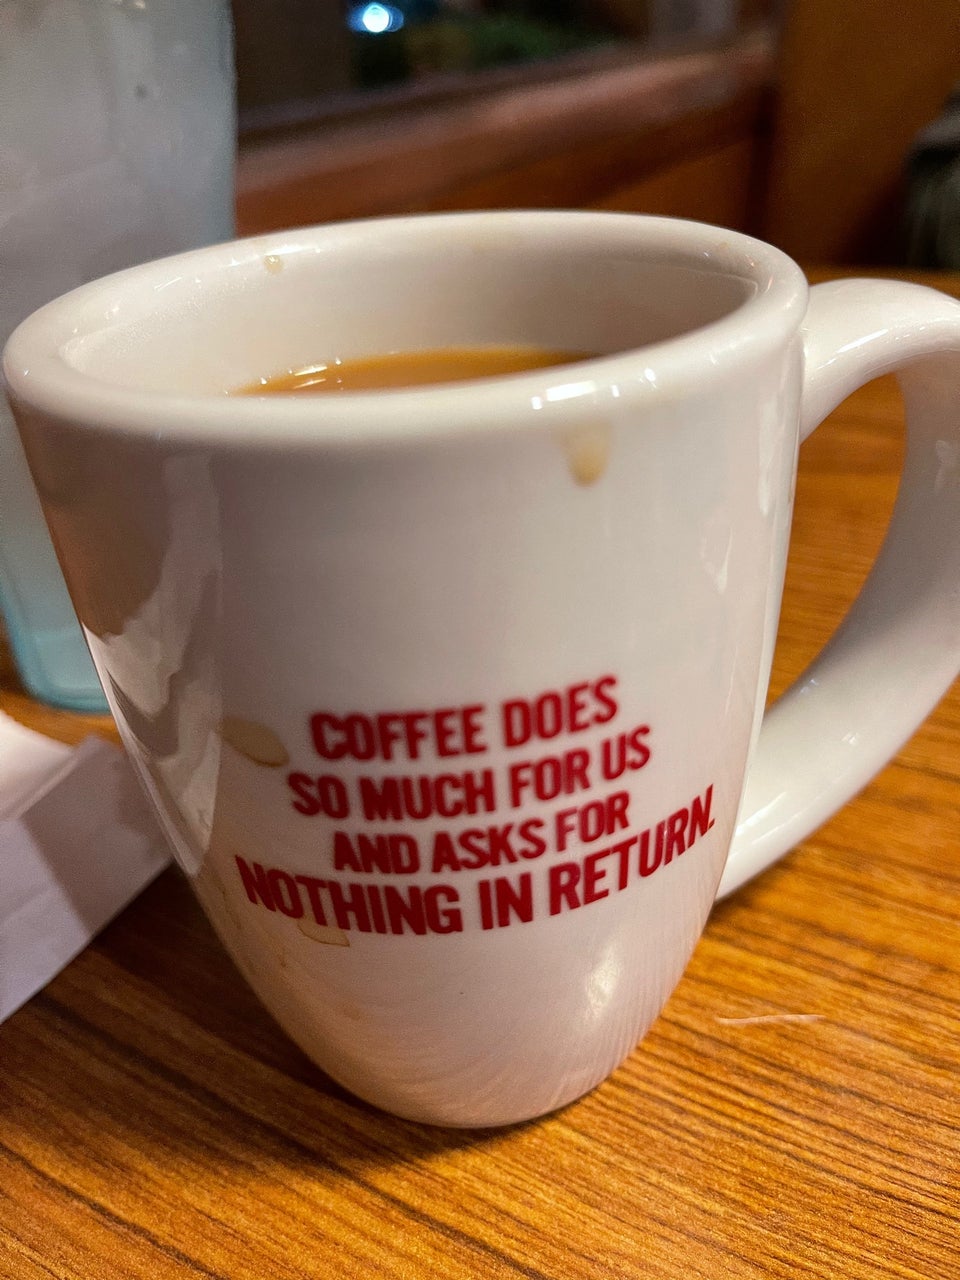 COFFEE DOES
SO MUCH FOR US
AND ASKS FOR
NOTHING IN RETURN.